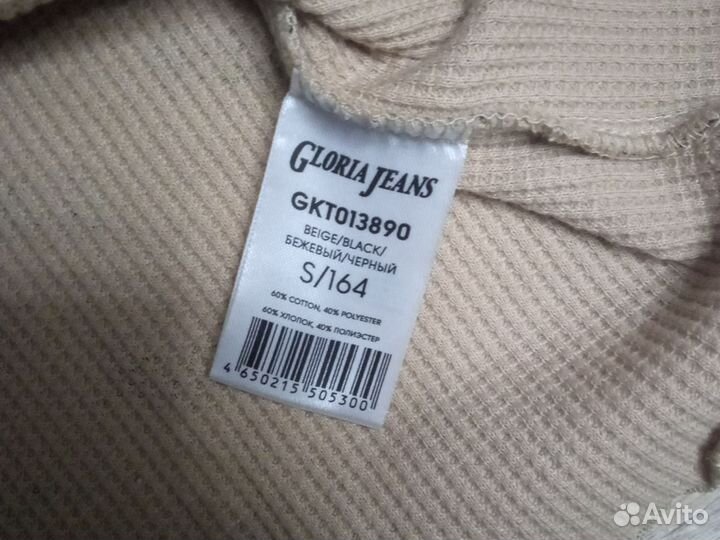 GLORIA JEANS
GKT013890
BEIGE/BLACK/
БЕЖЕВЫЙ/ЧЕРНЫЙ
S/164
60% COTTON, 40% POLYESTER
60% ХЛОПОК, 40% ПОЛИЭСТЕР
4 650215 505300
Avito